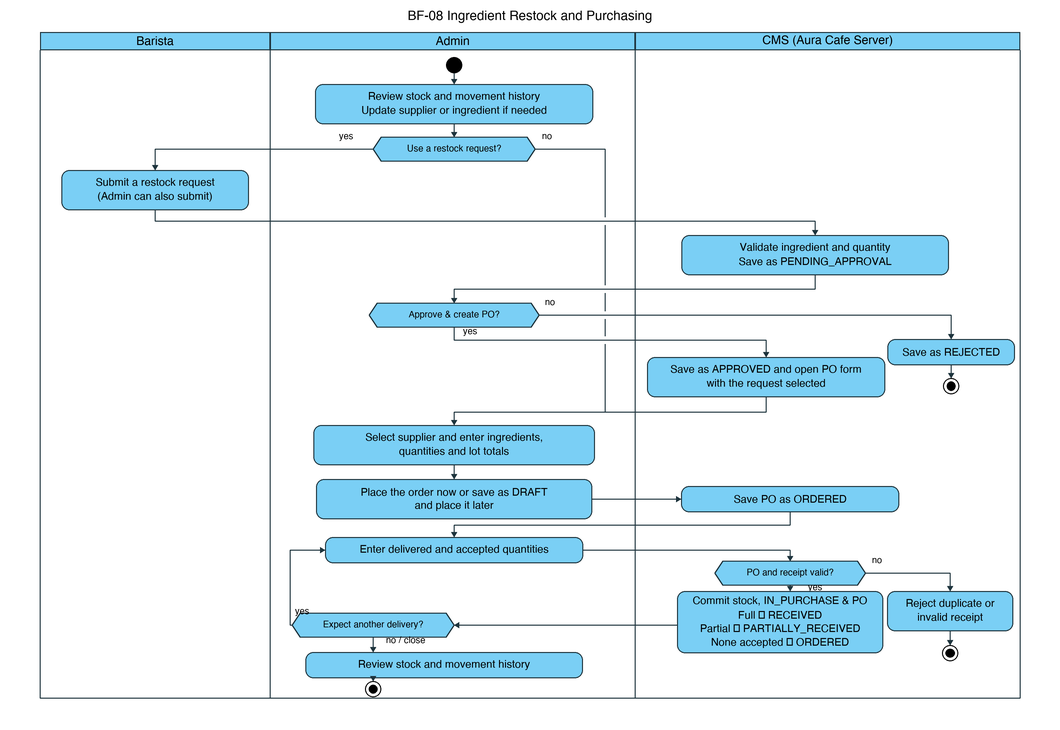 BF-08 Ingredient Restock and Purchasing
Barista
Admin
CMS (Aura Cafe Server)
Review stock and movement history
Update supplier or ingredient if needed
yes
Use a restock request?
no
Submit a restock request
(Admin can also submit)
Validate ingredient and quantity
Save as PENDING_APPROVAL
Approve & create PO?
no
yes
Save as REJECTED
Save as APPROVED and open PO form
with the request selected
Select supplier and enter ingredients,
quantities and lot totals
Place the order now or save as DRAFT
and place it later
Save PO as ORDERED
Enter delivered and accepted quantities
PO and receipt valid?
no
yes
Commit stock, IN_PURCHASE & PO
Full ▯ RECEIVED
Partial ▯ PARTIALLY_RECEIVED
None accepted ▯ ORDERED
Reject duplicate or
invalid receipt
yes
Expect another delivery?
no / close
Review stock and movement history